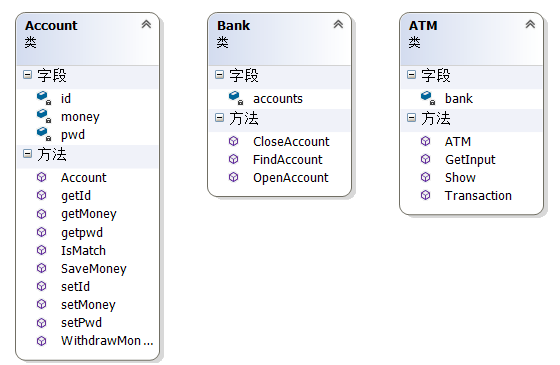 Account
类
字段
id
money
pwd
方法
Account
getId
getMoney
getpwd
IsMatch
SaveMoney
setId
setMoney
setPwd
WithdrawMon...
Bank
类
字段
accounts
方法
CloseAccount
FindAccount
OpenAccount
ATM
类
字段
bank
方法
ATM
GetInput
Show
Transaction